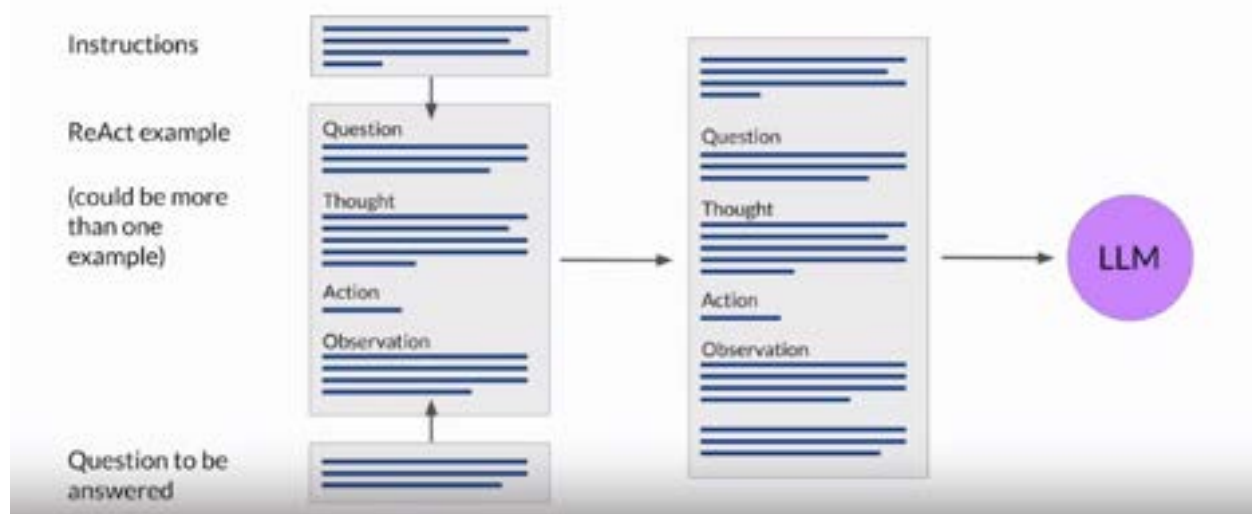 Instructions
ReAct example
(could be more
than one
example)
Question to be
answered
Question
Thought
Action
Observation
Question
Thought
Action
Observation
LLM